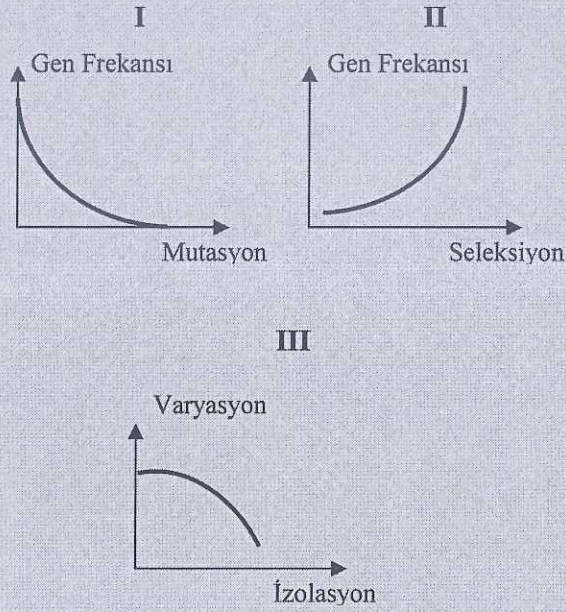 I
II
Gen Frekansı
Gen Frekansı
Mutasyon
Seleksiyon
III
Varyasyon
İzolasyon